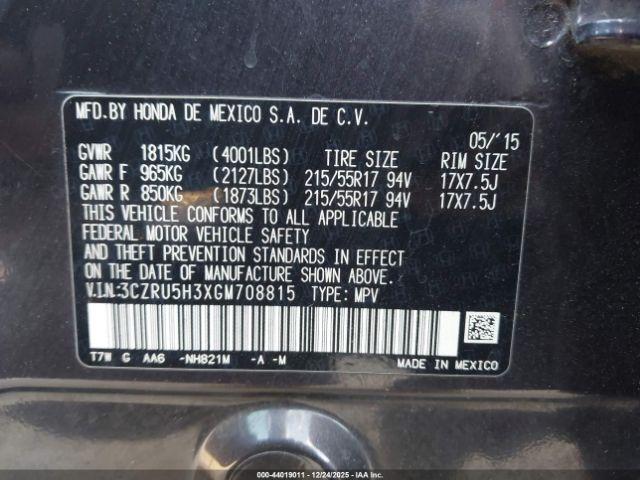 MFD.BY HONDA DE MEXICO S.A. DE C.V.
05/'15
GVWR 1815KG (4001LBS) TIRE SIZE RIM SIZE
GAWR F 965KG (2127LBS) 215/55R17 94V 17X7.5J
GAWR R 850KG (1873LBS) 215/55R17 94V 17X7.5J
THIS VEHICLE CONFORMS TO ALL APPLICABLE
FEDERAL MOTOR VEHICLE SAFETY
AND THEFT PREVENTION STANDARDS IN EFFECT
ON THE DATE OF MANUFACTURE SHOWN ABOVE.
V.I.N:3CZRU5H3XGM708815 TYPE: MPV
T7W G AA6 -NH821M -A -M
MADE IN MEXICO
000-44019011 - 12/24/2025 - IAAI.COM